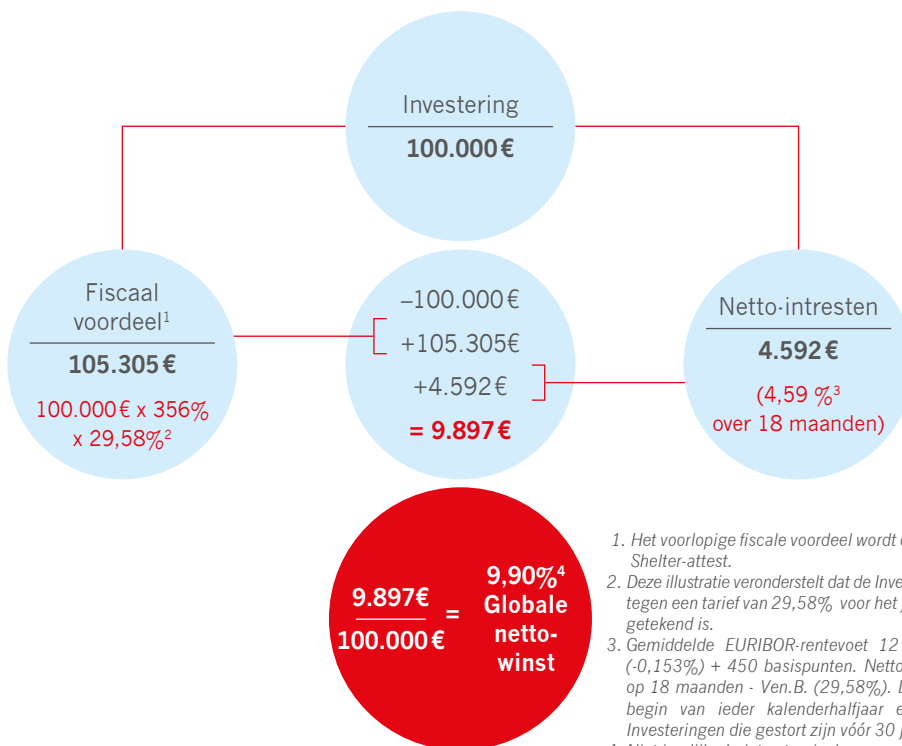 Investering
100.000 €
Fiscaal
voordeel¹
105.305 €
100.000 € x 356%
x 29,58%²
–100.000 €
+105.305€
+4.592 €
= 9.897 €
Netto-intresten
4.592 €
(4,59 %³
over 18 maanden)
9.897€
100.000 €
=
9,90%⁴
Globale
netto-
winst
1. Het voorlopige fiscale voordeel wordt
Shelter-attest.
2. Deze illustratie veronderstelt dat de
tegen een tarief van 29,58% voor het
getekend is.
3. Gemiddelde EURIBOR-rentevoet 12
(-0,153%) + 450 basispunten.
op 18 maanden - Ven.B. (29,58%).
begin van ieder kalenderhalfjaar
Investeringen die gestort zijn vóór 30